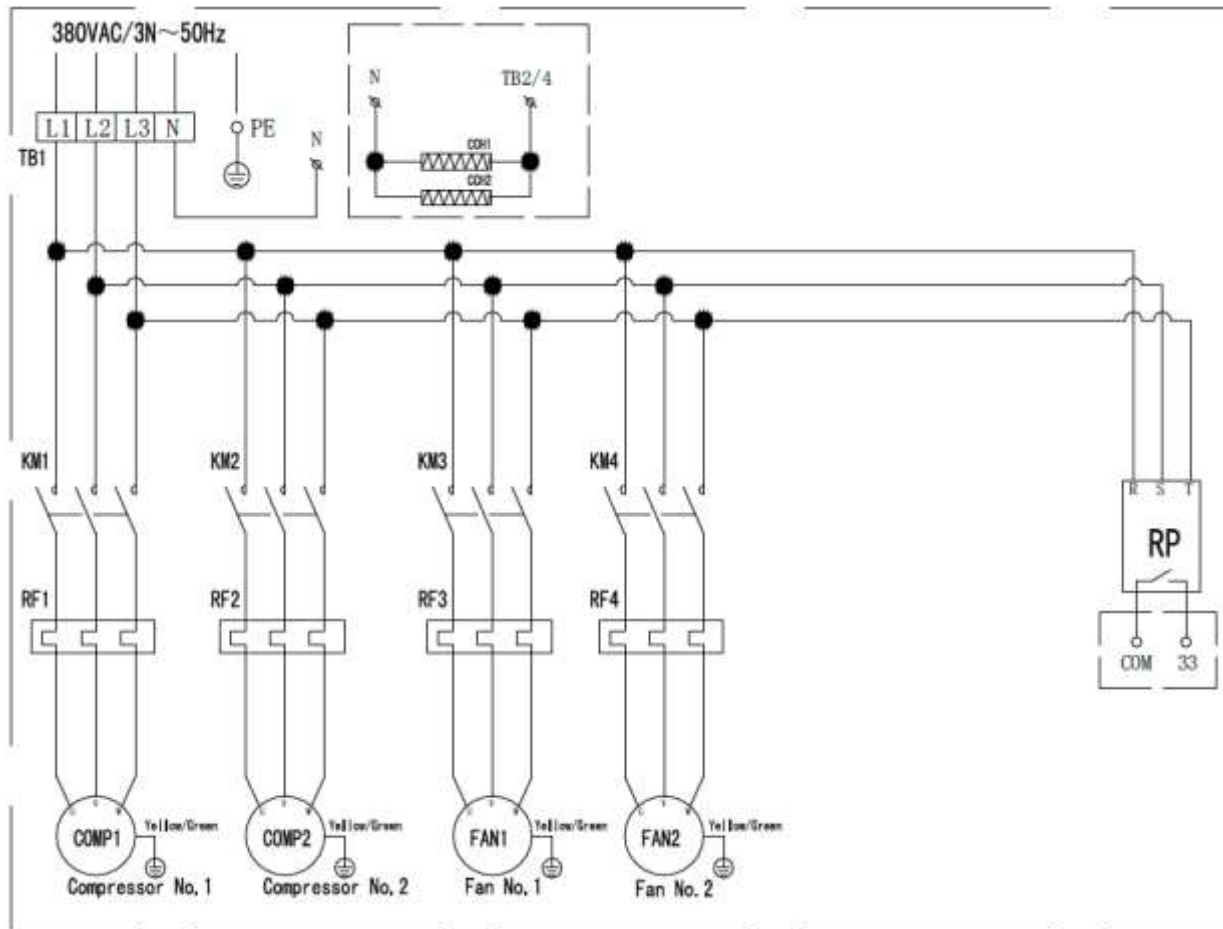 380VAC/3N～50Hz
N
TB2/4
L1 L2 L3 N
PE
N
TB1
CCH1
CCH2
KM1
KM2
KM3
KM4
R S T
RP
RF1
RF2
RF3
RF4
COM 33
U V W
U V W
U V W
U V W
COMP1
Yellow/Green
COMP2
Yellow/Green
FAN1
Yellow/Green
FAN2
Yellow/Green
Compressor No.1
Compressor No.2
Fan No.1
Fan No.2